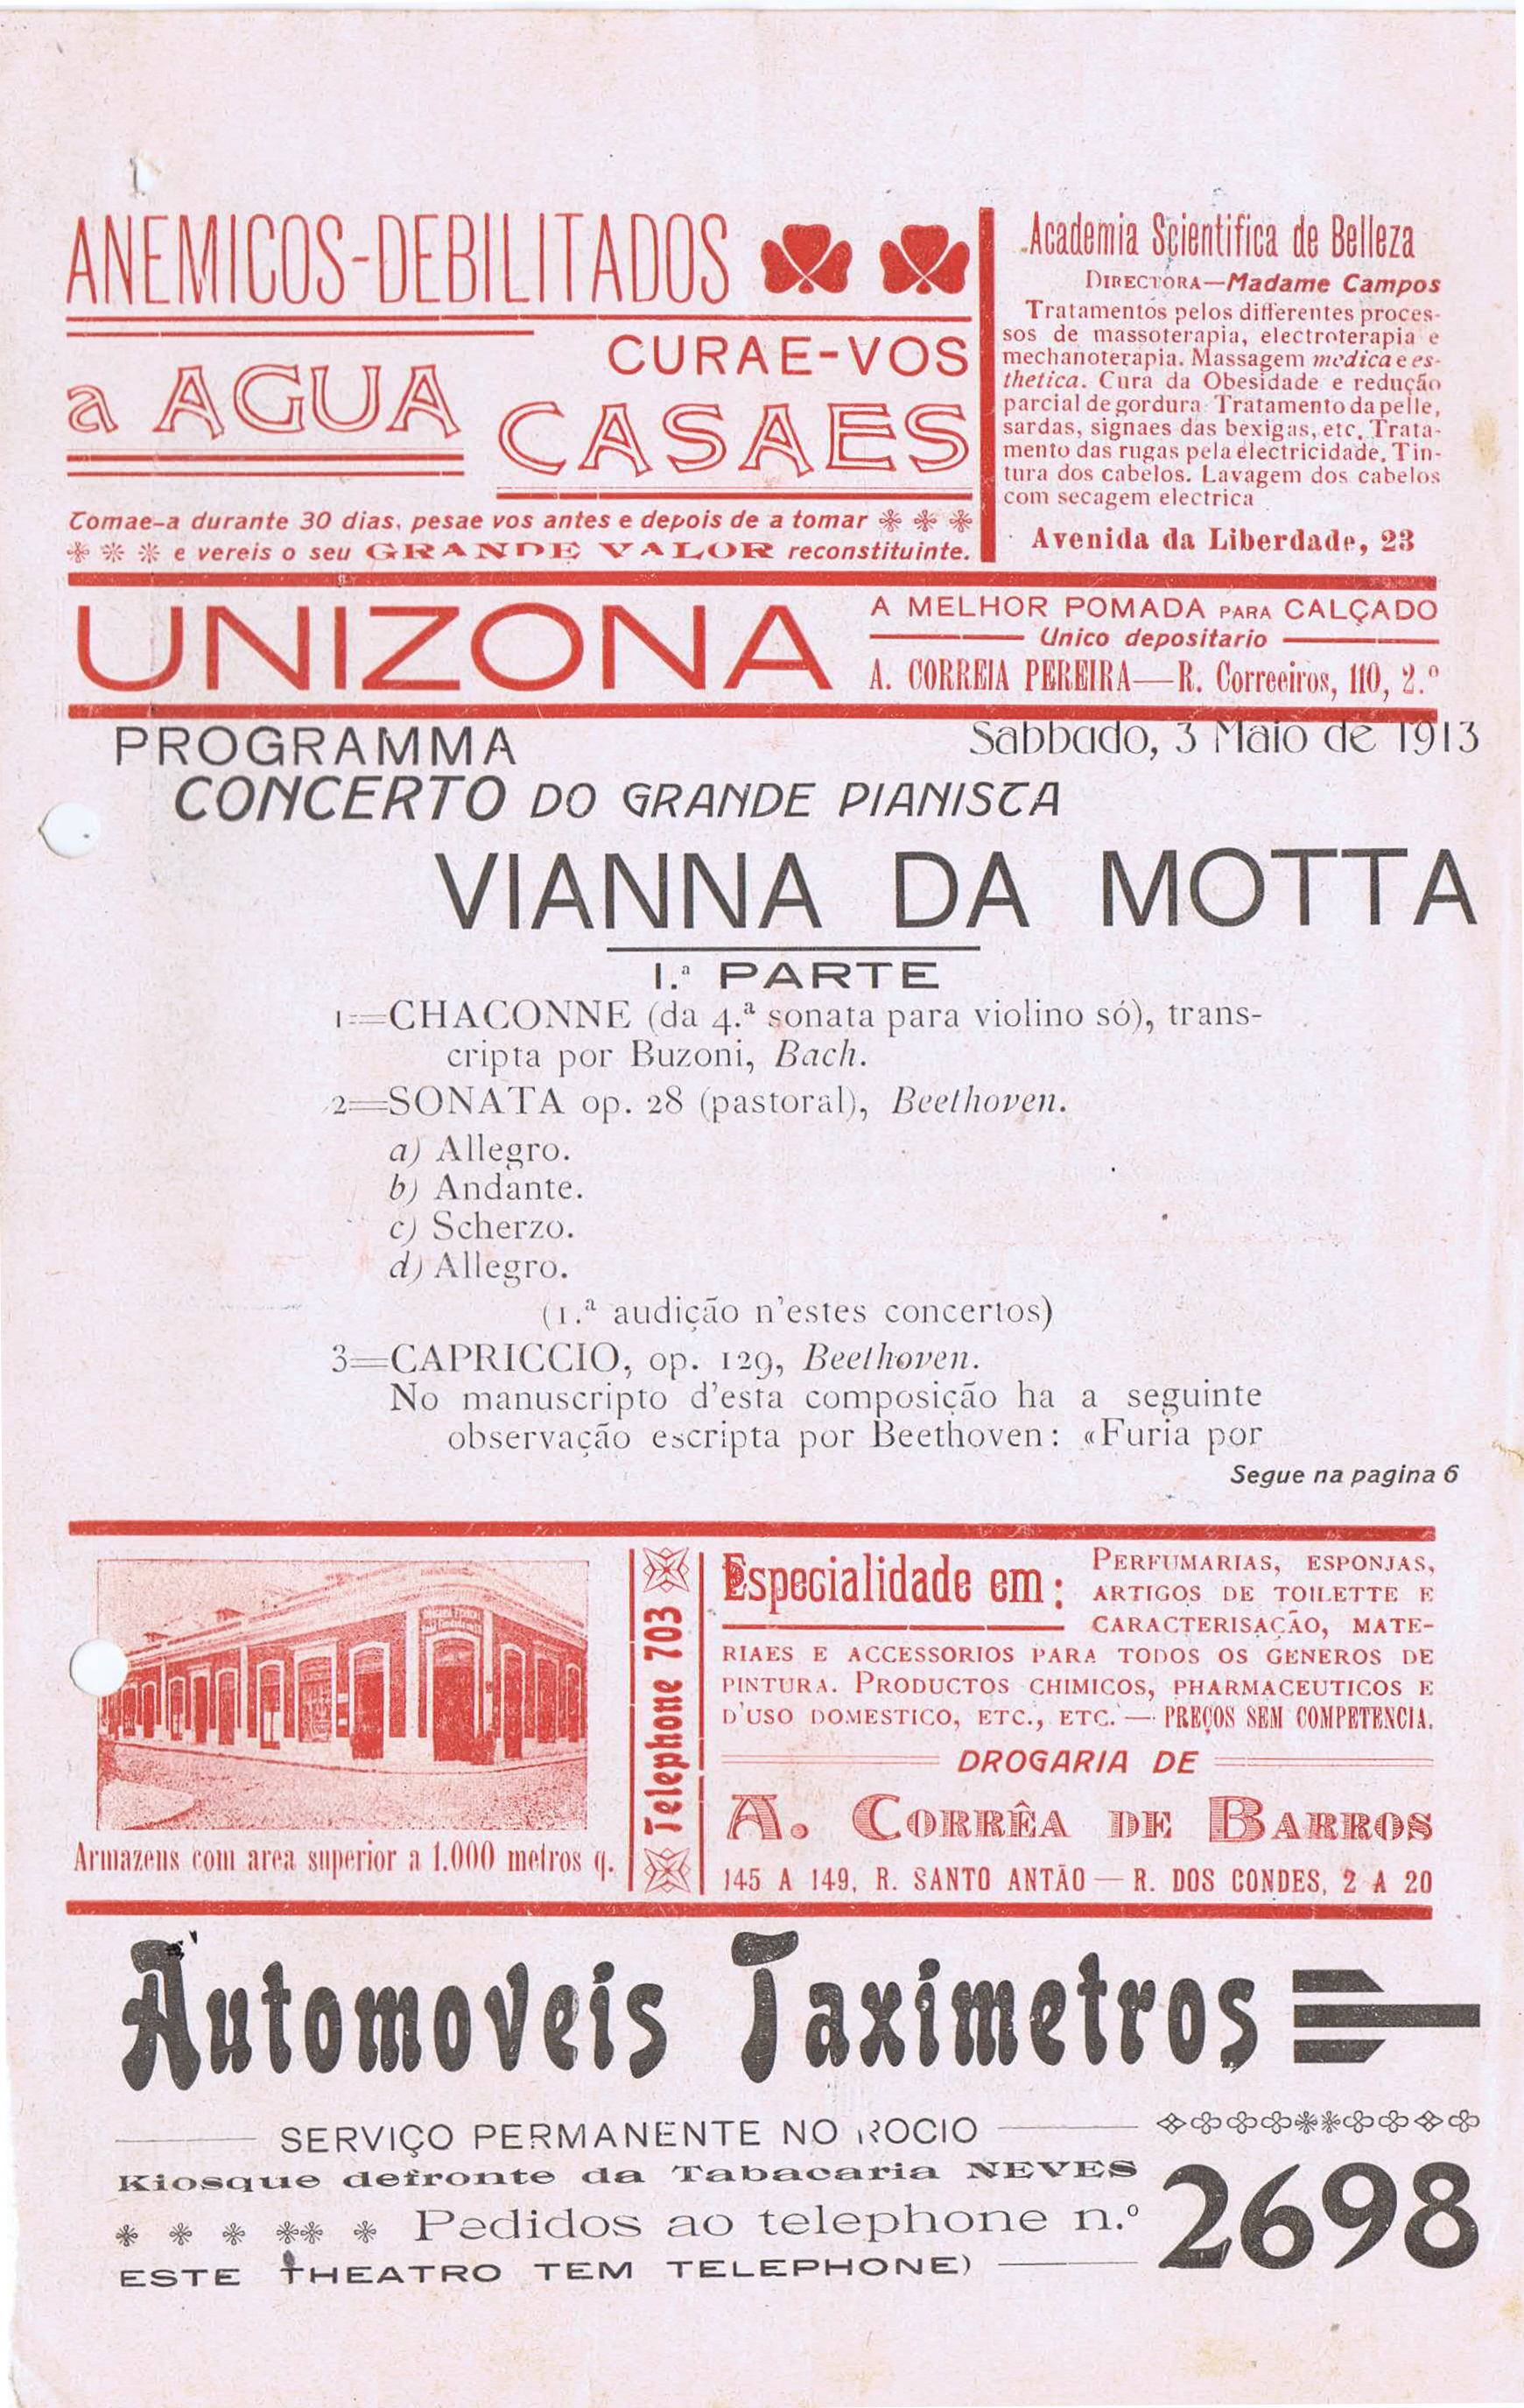 ANEMICOS-DEBILITADOS
CURAE-VOS
a AGUA
CASAES
Tomae-a durante 30 dias, pesae vos antes e depois de a tomar
e vereis o seu GRANDE VALOR reconstituinte.
Academia Scientifica de Belleza
DIRECTORA—Madame Campos
Tratamentos pelos differentes proces-
sos de massoterapia, electroterapia e
mechanoterapia. Massagem medica e es-
thetica. Cura da Obesidade e redução
parcial de gordura Tratamento da pelle,
sardas, signaes das bexigas, etc. Trata-
mento das rugas pela electricidade. Tin-
tura dos cabelos. Lavagem dos cabelos
com secagem electrica
Avenida da Liberdade, 23
UNIZONA
A MELHOR POMADA PARA CALÇADO
Unico depositario
A. CORREIA PEREIRA—R. Correeiros, 110, 2.º
PROGRAMMA
Sabbado, 3 Maio de 1913
CONCERTO DO GRANDE PIANISTA
VIANNA DA MOTTA
1.ª PARTE
1=CHACONNE (da 4.ª sonata para violino só), trans-
cripta por Buzoni, Bach.
2=SONATA op. 28 (pastoral), Beethoven.
a) Allegro.
b) Andante.
c) Scherzo.
d) Allegro.
(1.ª audição n'estes concertos)
3=CAPRICCIO, op. 129, Beethoven.
No manuscripto d'esta composição ha a seguinte
observação escripta por Beethoven: «Furia por
Segue na pagina 6
Armazens com area superior a 1.000 metros q.
Telephone 703
Especialidade em:
PERFUMARIAS, ESPONJAS,
ARTIGOS DE TOILETTE E
CARACTERISAÇÃO, MATE-
RIAES E ACCESSORIOS PARA TODOS OS GENEROS DE
PINTURA. PRODUCTOS CHIMICOS, PHARMACEUTICOS E
D'USO DOMESTICO, ETC., ETC.—PREÇOS SEM COMPETENCIA.
DROGARIA DE
A. CORRÊA DE BARROS
145 A 149, R. SANTO ANTÃO—R. DOS CONDES, 2 A 20
Automoveis Taximetros
SERVIÇO PERMANENTE NO ROCIO
Kiosque defronte da Tabacaria NEVES
Pedidos ao telephone n.º
2698
ESTE THEATRO TEM TELEPHONE)